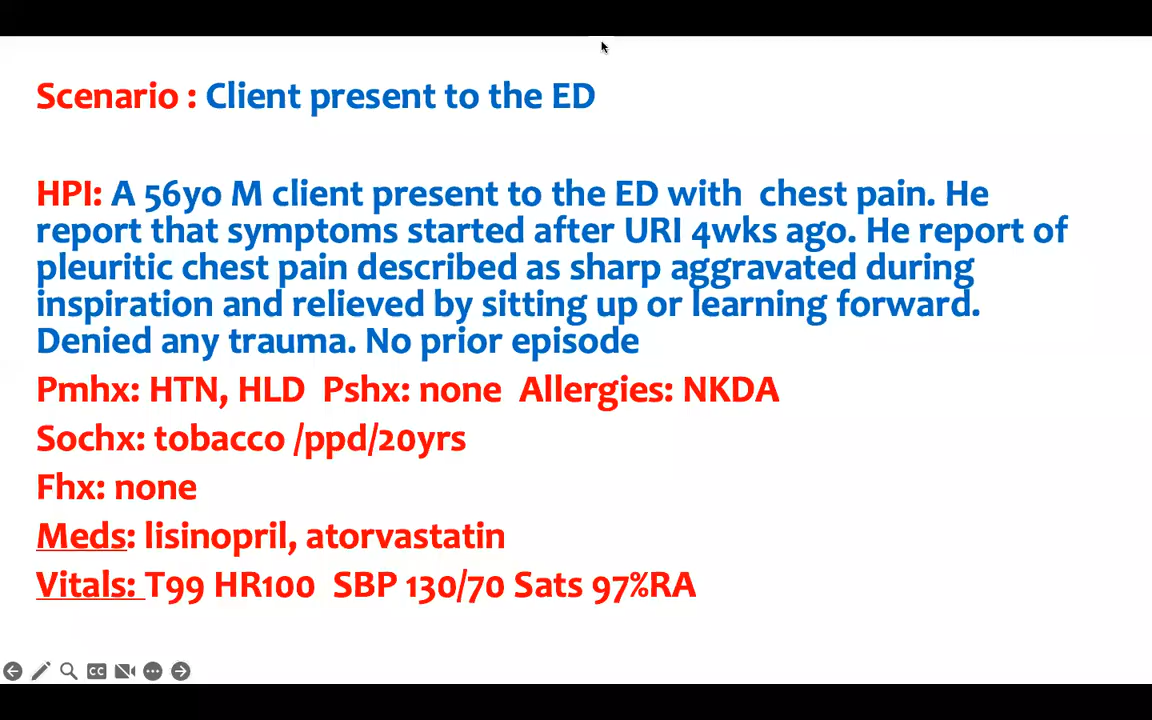 Scenario : Client present to the ED
HPI: A 56yo M client present to the ED with chest pain. He
report that symptoms started after URI 4wks ago. He report of
pleuritic chest pain described as sharp aggravated during
inspiration and relieved by sitting up or learning forward.
Denied any trauma. No prior episode
Pmhx: HTN, HLD Pshx: none Allergies: NKDA
Sochx: tobacco /ppd/20yrs
Fhx: none
Meds: lisinopril, atorvastatin
Vitals: T99 HR100 SBP 130/70 Sats 97%RA
CC